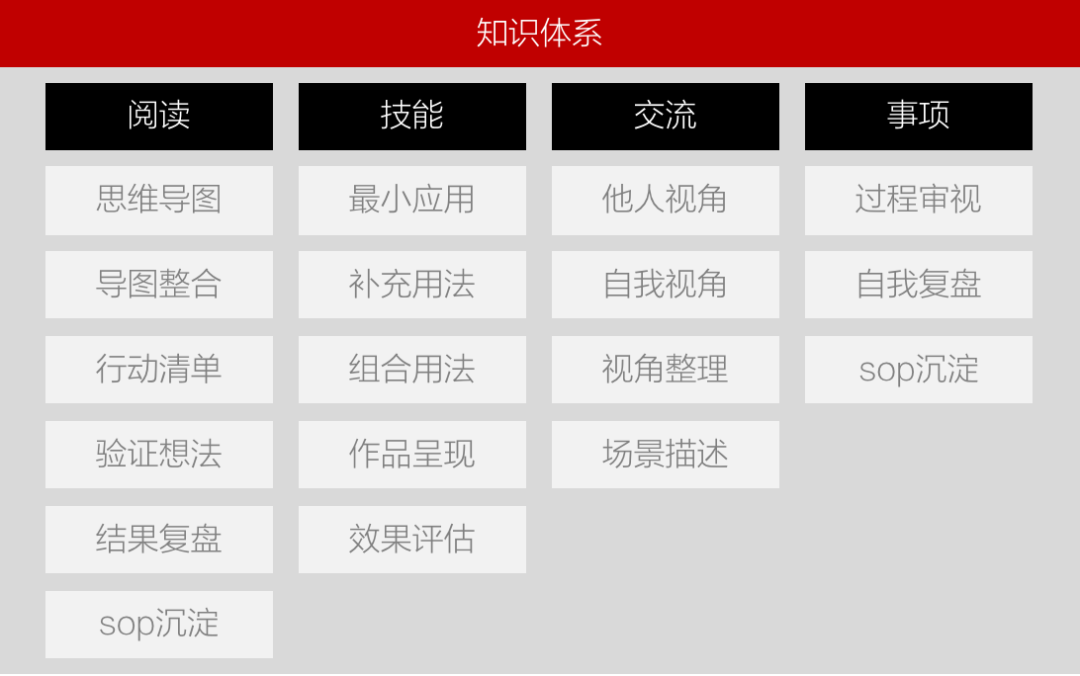 知识体系
阅读
技能
交流
事项
思维导图
最小应用
他人视角
过程审视
导图整合
补充用法
自我视角
自我复盘
行动清单
组合用法
视角整理
sop沉淀
验证想法
作品呈现
场景描述
结果复盘
效果评估
sop沉淀